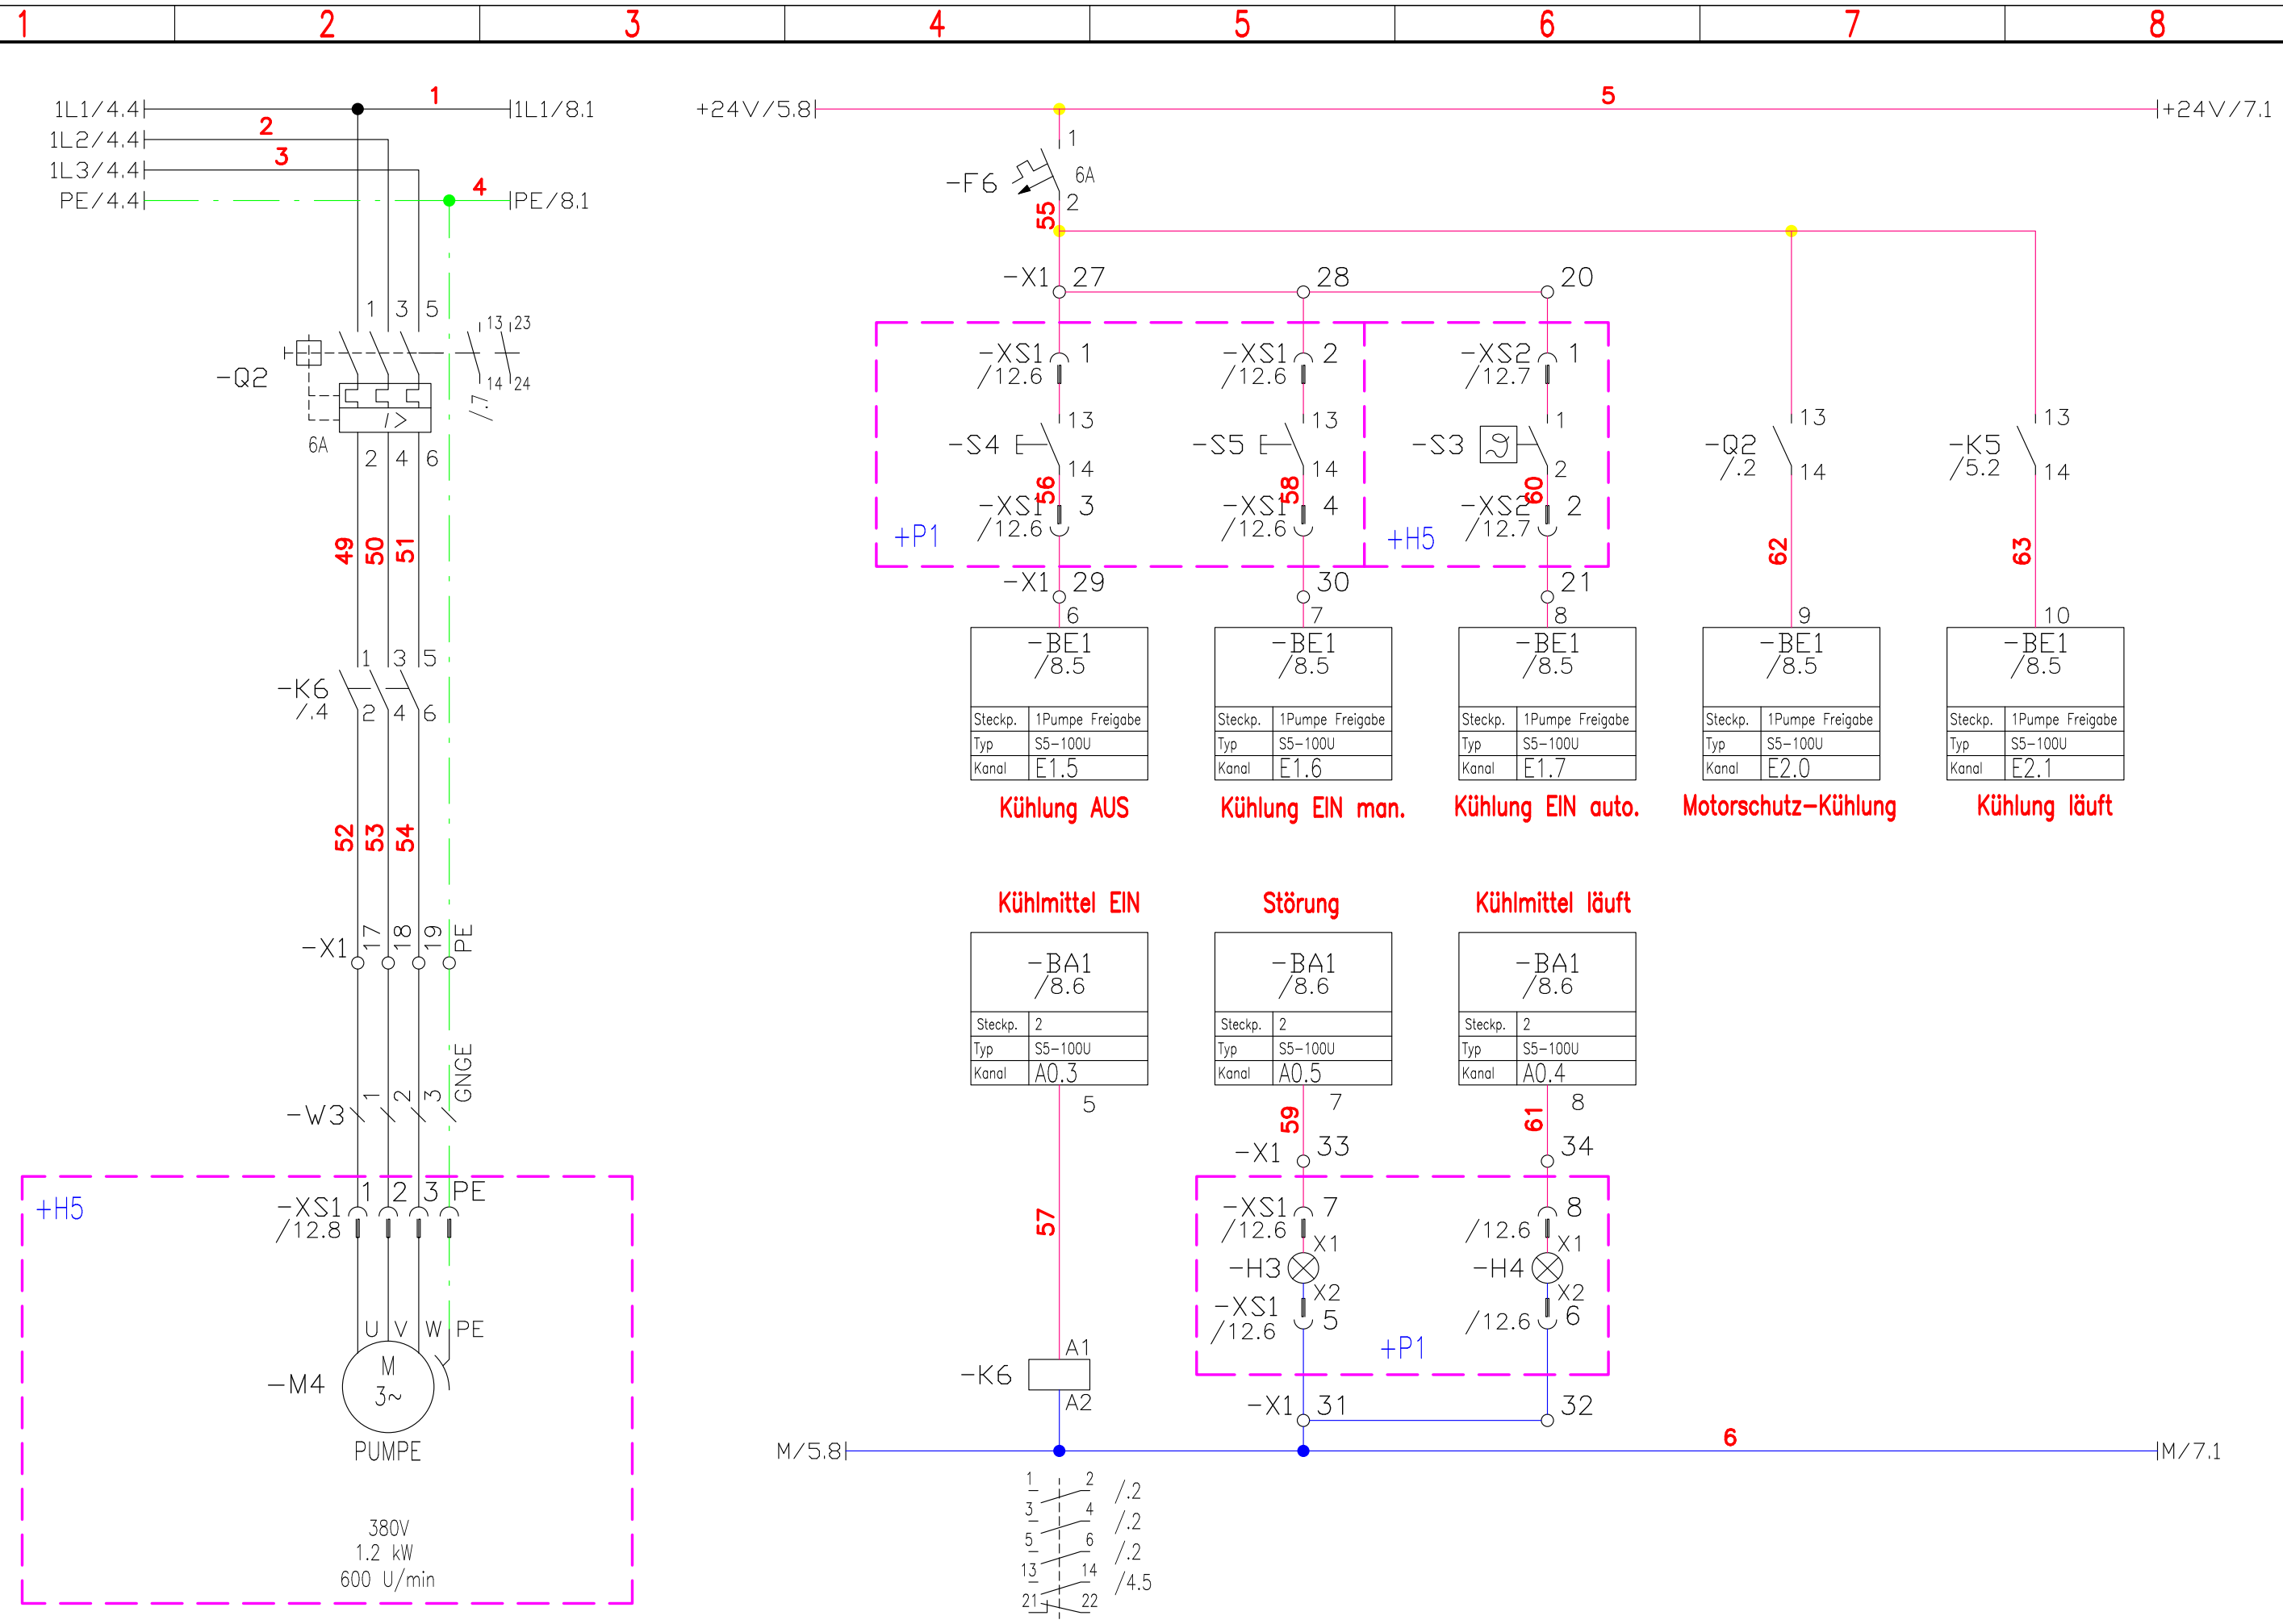 1 2 3 4 5 6 7 8
1L1/4.4 1 1L1/8.1
1L2/4.4 2
1L3/4.4 3
PE/4.4 4 PE/8.1
1 3 5
13 23
-Q2
14 24
/.7
I>
6A
2 4 6
49 50 51
1 3 5
-K6
/.4
2 4 6
52 53 54
-X1 17 18 19 PE
-W3 1 2 3 GNGE
+H5
-XS1 1 2 3 PE
/12.8
U V W PE
-M4
M
3~
PUMPE
380V
1.2 kW
600 U/min
+24V/5.8 5 +24V/7.1
1
-F6 6A
2
55
-X1 27 28 20
-XS1 1
/12.6
-XS1 2
/12.6
-XS2 1
/12.7
13
-S4
14
56
13
-S5
14
58
1
-S3 ϑ
2
60
13
-Q2
/.2 14
13
-K5
/5.2 14
-XS1 3
/12.6
-XS1 4
/12.6
-XS2 2
/12.7
+P1 +H5
62 63
-X1 29 30 21
6 7 8 9 10
-BE1
/8.5
Steckp. 1Pumpe Freigabe
Typ S5-100U
Kanal E1.5
Kühlung AUS
-BE1
/8.5
Steckp. 1Pumpe Freigabe
Typ S5-100U
Kanal E1.6
Kühlung EIN man.
-BE1
/8.5
Steckp. 1Pumpe Freigabe
Typ S5-100U
Kanal E1.7
Kühlung EIN auto.
-BE1
/8.5
Steckp. 1Pumpe Freigabe
Typ S5-100U
Kanal E2.0
Motorschutz-Kühlung
-BE1
/8.5
Steckp. 1Pumpe Freigabe
Typ S5-100U
Kanal E2.1
Kühlung läuft
Kühlmittel EIN
-BA1
/8.6
Steckp. 2
Typ S5-100U
Kanal A0.3
5
Störung
-BA1
/8.6
Steckp. 2
Typ S5-100U
Kanal A0.5
7
Kühlmittel läuft
-BA1
/8.6
Steckp. 2
Typ S5-100U
Kanal A0.4
8
57 59 61
-X1 33 34
-XS1 7
/12.6
X1
-H3
X2
-XS1 5
/12.6
8
/12.6
X1
-H4
X2
/12.6 6
+P1
A1
-K6
A2
-X1 31 32
M/5.8 6 M/7.1
1 2 /.2
3 4 /.2
5 6 /.2
13 14 /4.5
21 22